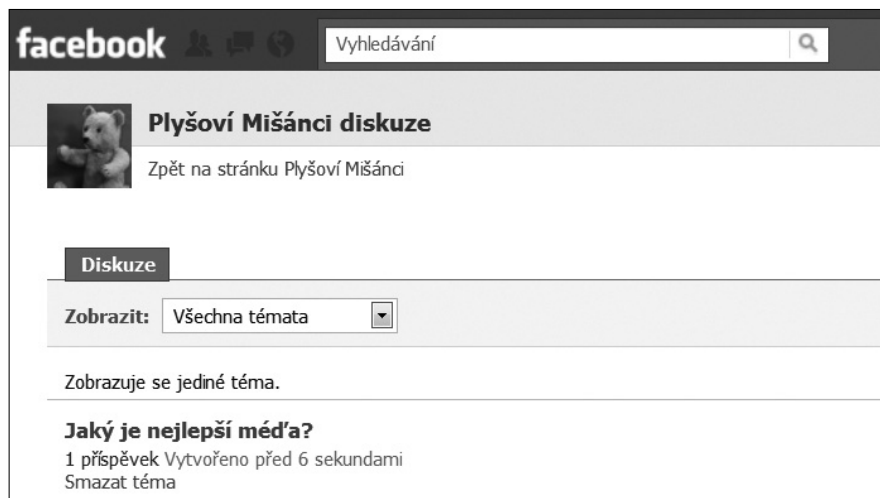 facebook
Vyhledávání
Plyšoví Mišánci diskuze
Zpět na stránku Plyšoví Mišánci
Diskuze
Zobrazit: Všechna témata
Zobrazuje se jediné téma.
Jaký je nejlepší méďa?
1 příspěvek Vytvořeno před 6 sekundami
Smazat téma